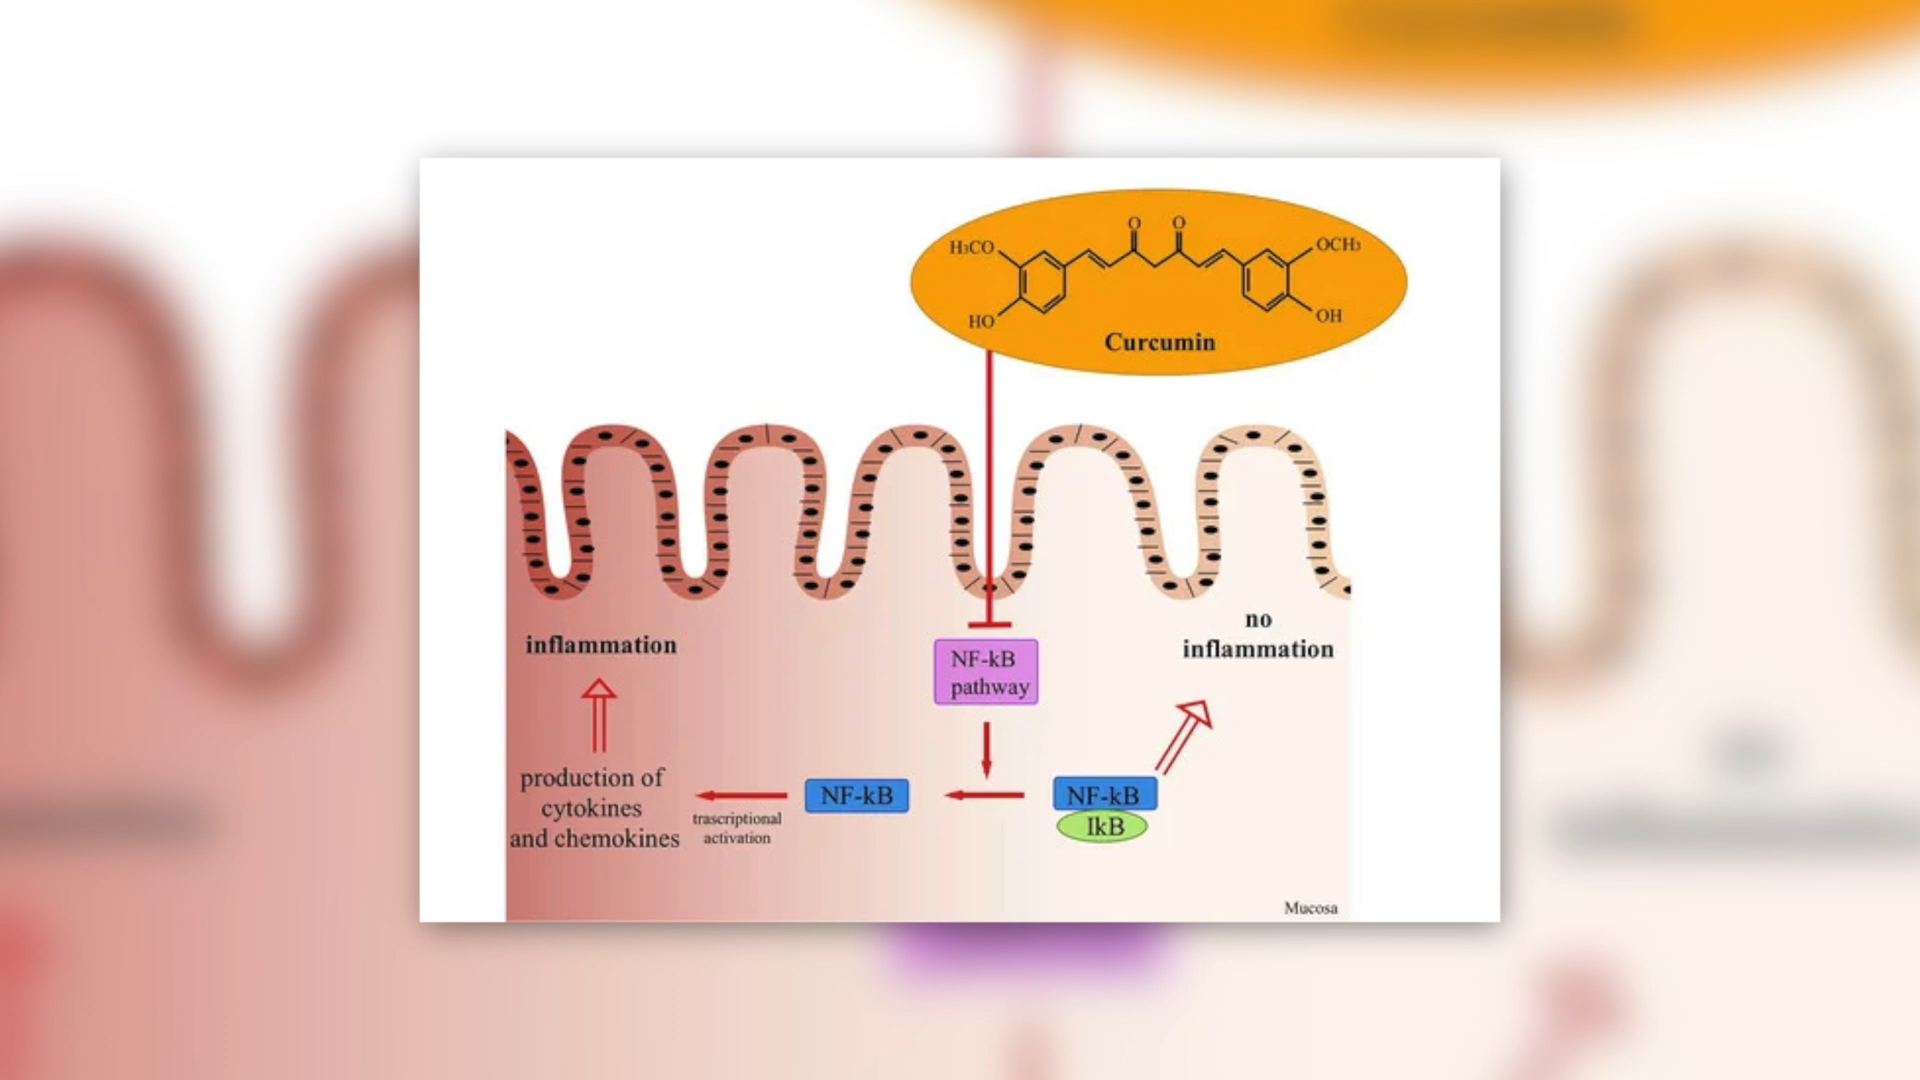 O O
H₃CO
OCH₃
HO
OH
Curcumin
no
inflammation
inflammation
NF-kB
pathway
production of
cytokines
and chemokines
trascriptional
activation
NF-kB
NF-kB
IkB
Mucosa